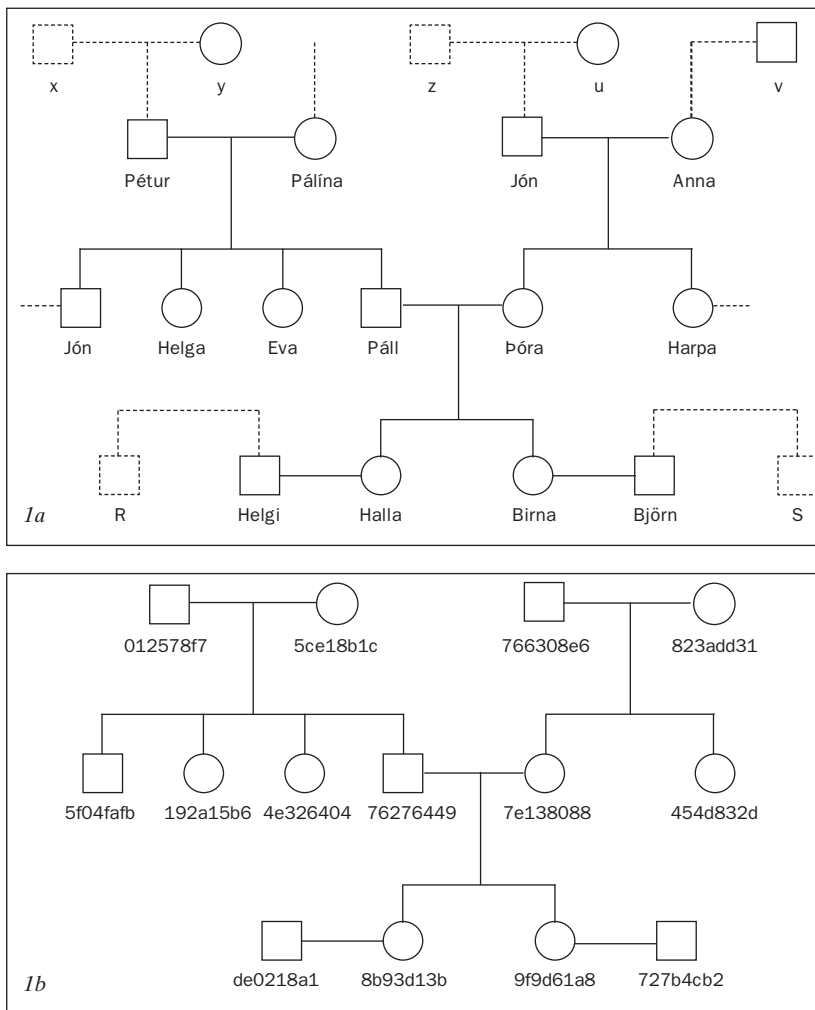 x y z u v
Pétur Pálína Jón Anna
Jón Helga Eva Páll Þóra Harpa
1a R Helgi Halla Birna Björn S
012578f7 5ce18b1c 766308e6 823add31
5f04fafb 192a15b6 4e326404 76276449 7e138088 454d832d
1b de0218a1 8b93d13b 9f9d61a8 727b4cb2